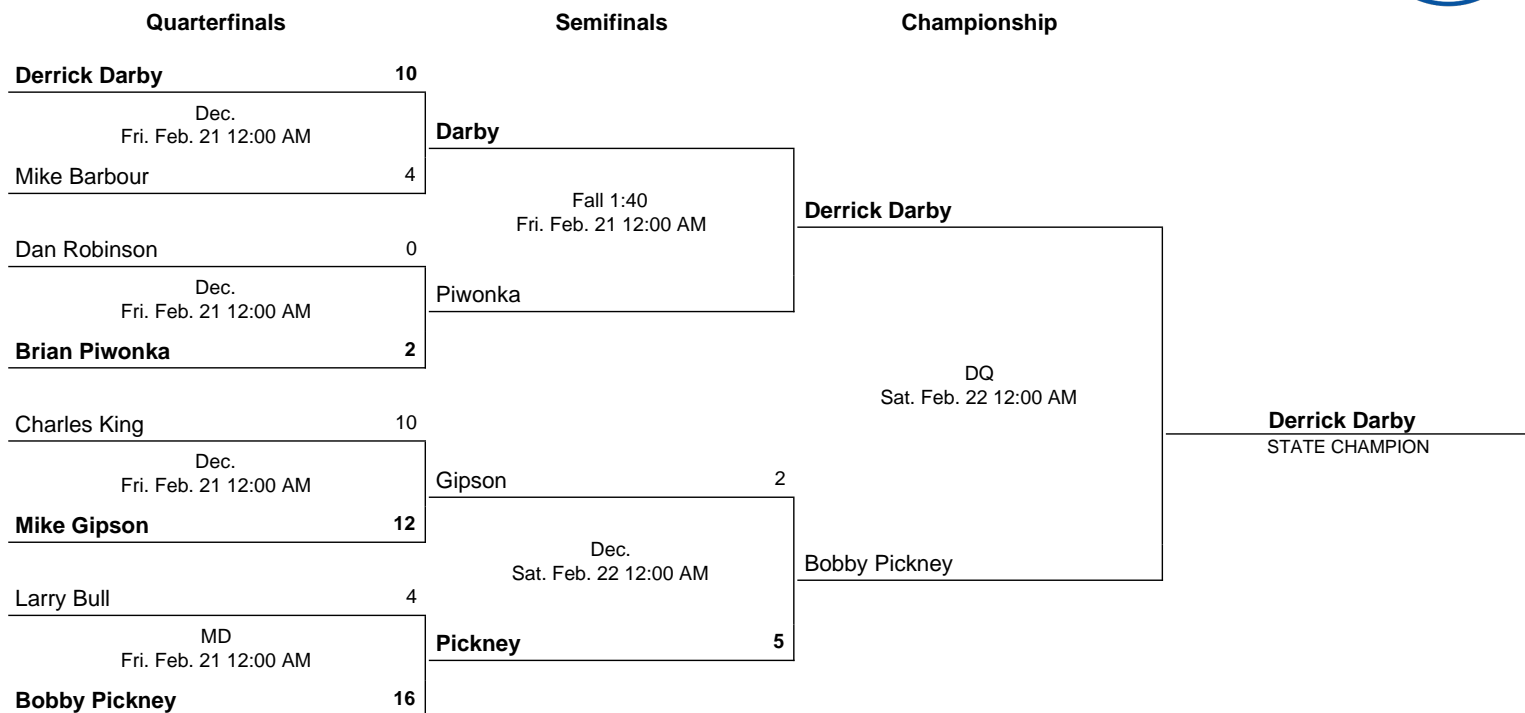 Quarterfinals Semifinals Championship
Derrick Darby 10
Dec.
Fri. Feb. 21 12:00 AM
Mike Barbour 4
Dan Robinson 0
Dec.
Fri. Feb. 21 12:00 AM
Brian Piwonka 2
Charles King 10
Dec.
Fri. Feb. 21 12:00 AM
Mike Gipson 12
Larry Bull 4
MD
Fri. Feb. 21 12:00 AM
Bobby Pickney 16
Darby
Fall 1:40
Fri. Feb. 21 12:00 AM
Piwonka
Gipson 2
Dec.
Sat. Feb. 22 12:00 AM
Pickney 5
Derrick Darby
DQ
Sat. Feb. 22 12:00 AM
Bobby Pickney
Derrick Darby
STATE CHAMPION